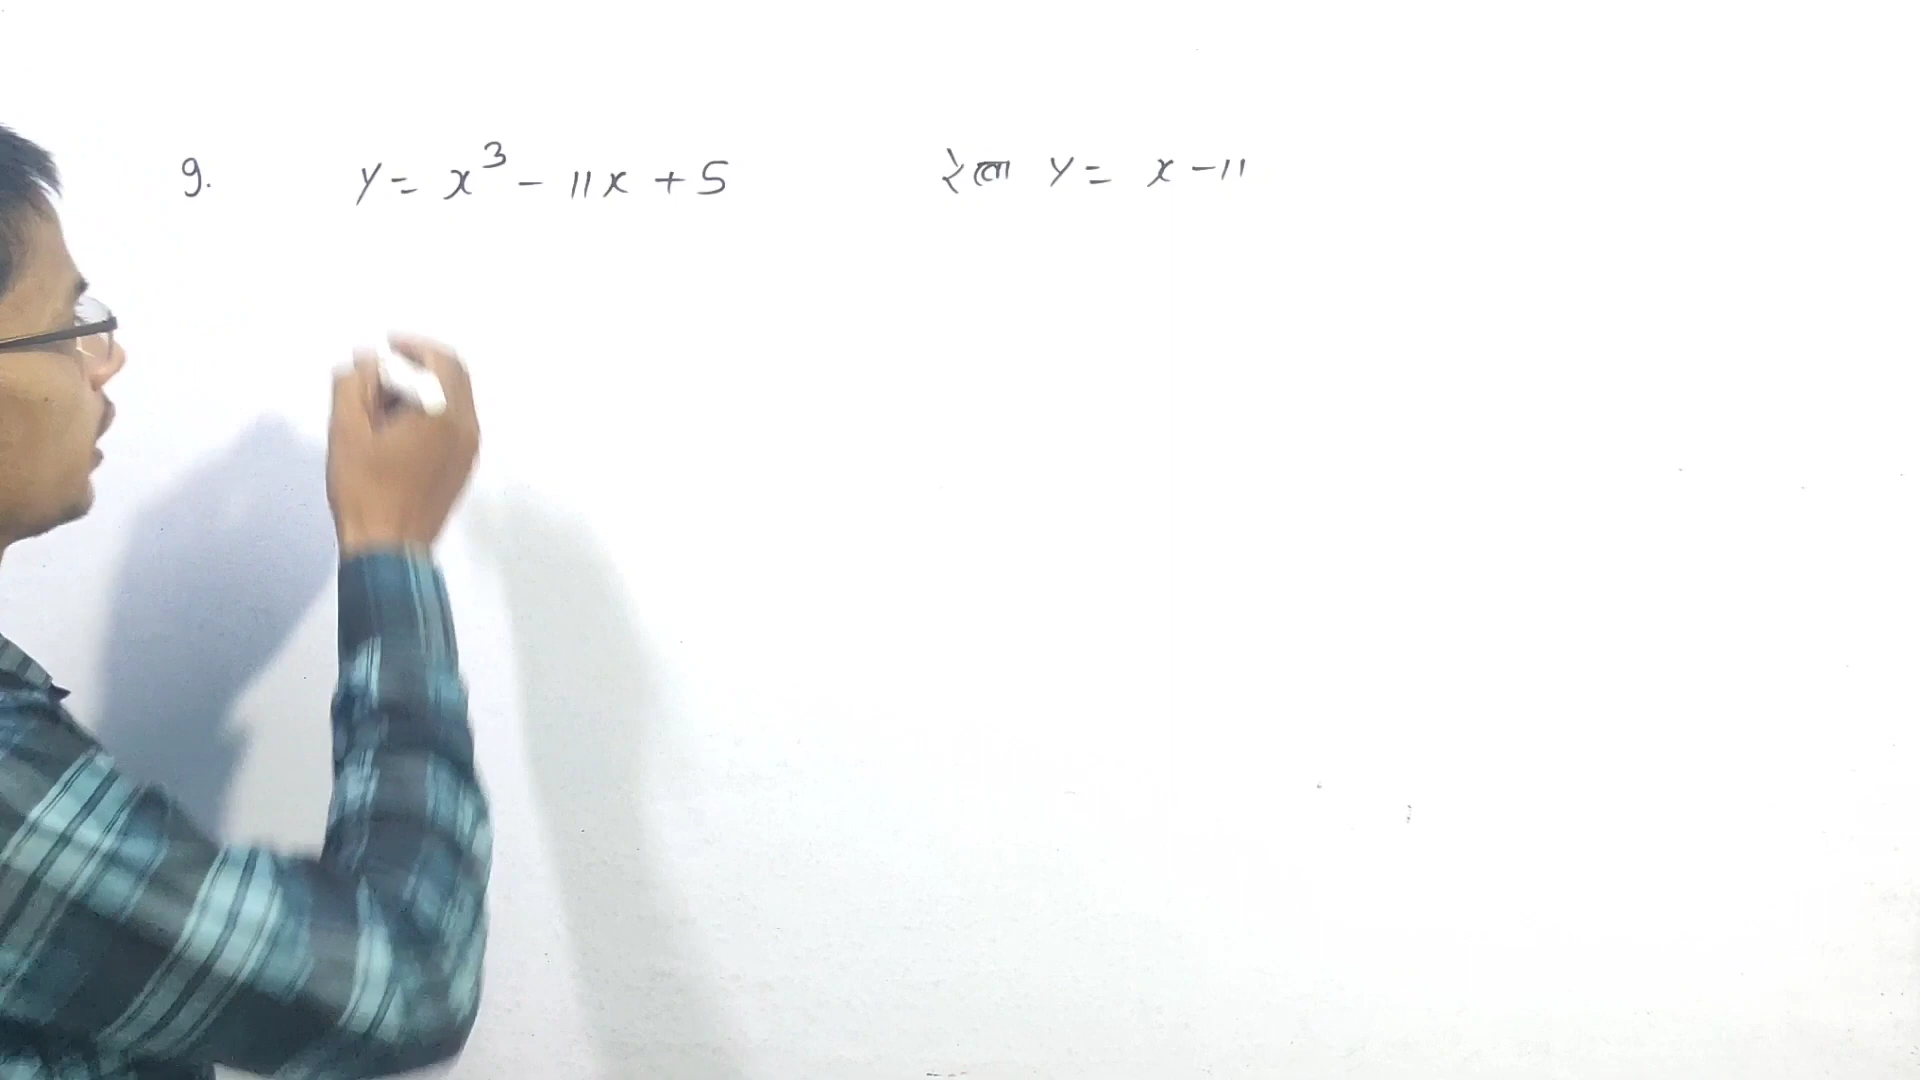 9. y = x³ - 11x + 5 रेखा y = x - 11